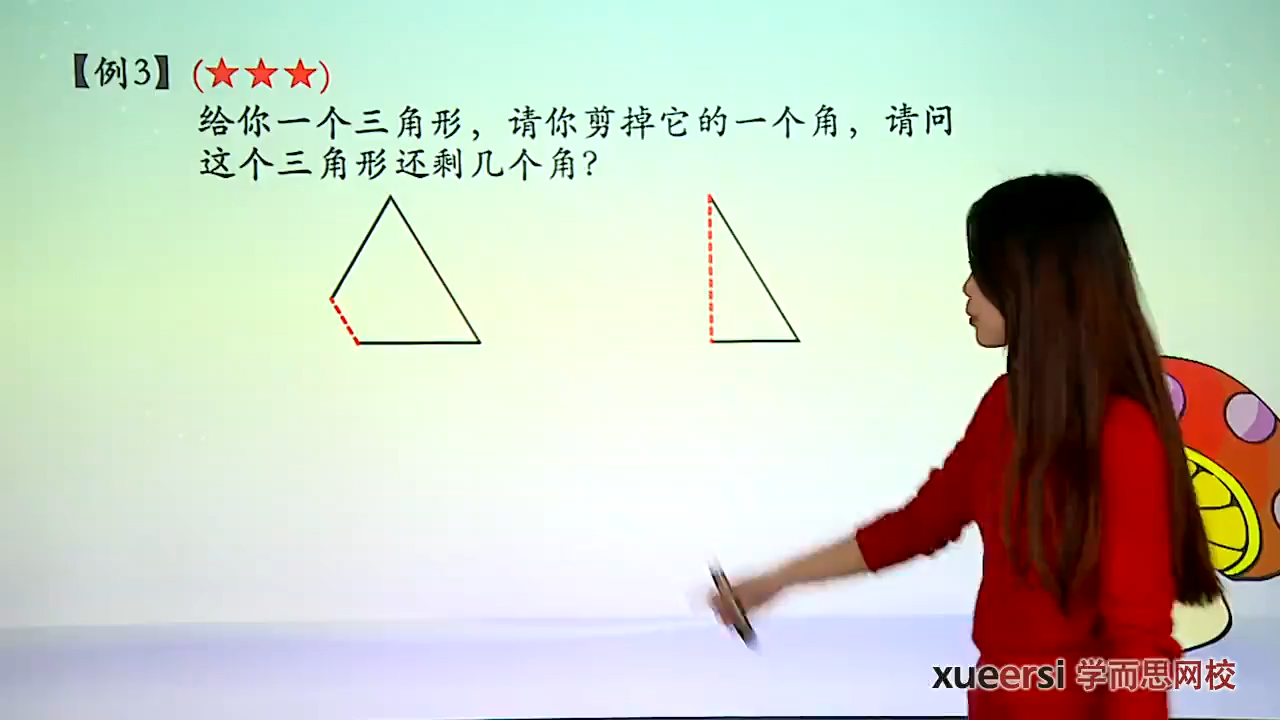 【例3】(★★★)
给你一个三角形，请你剪掉它的一个角，请问
这个三角形还剩几个角？
xueersi 学而思网校